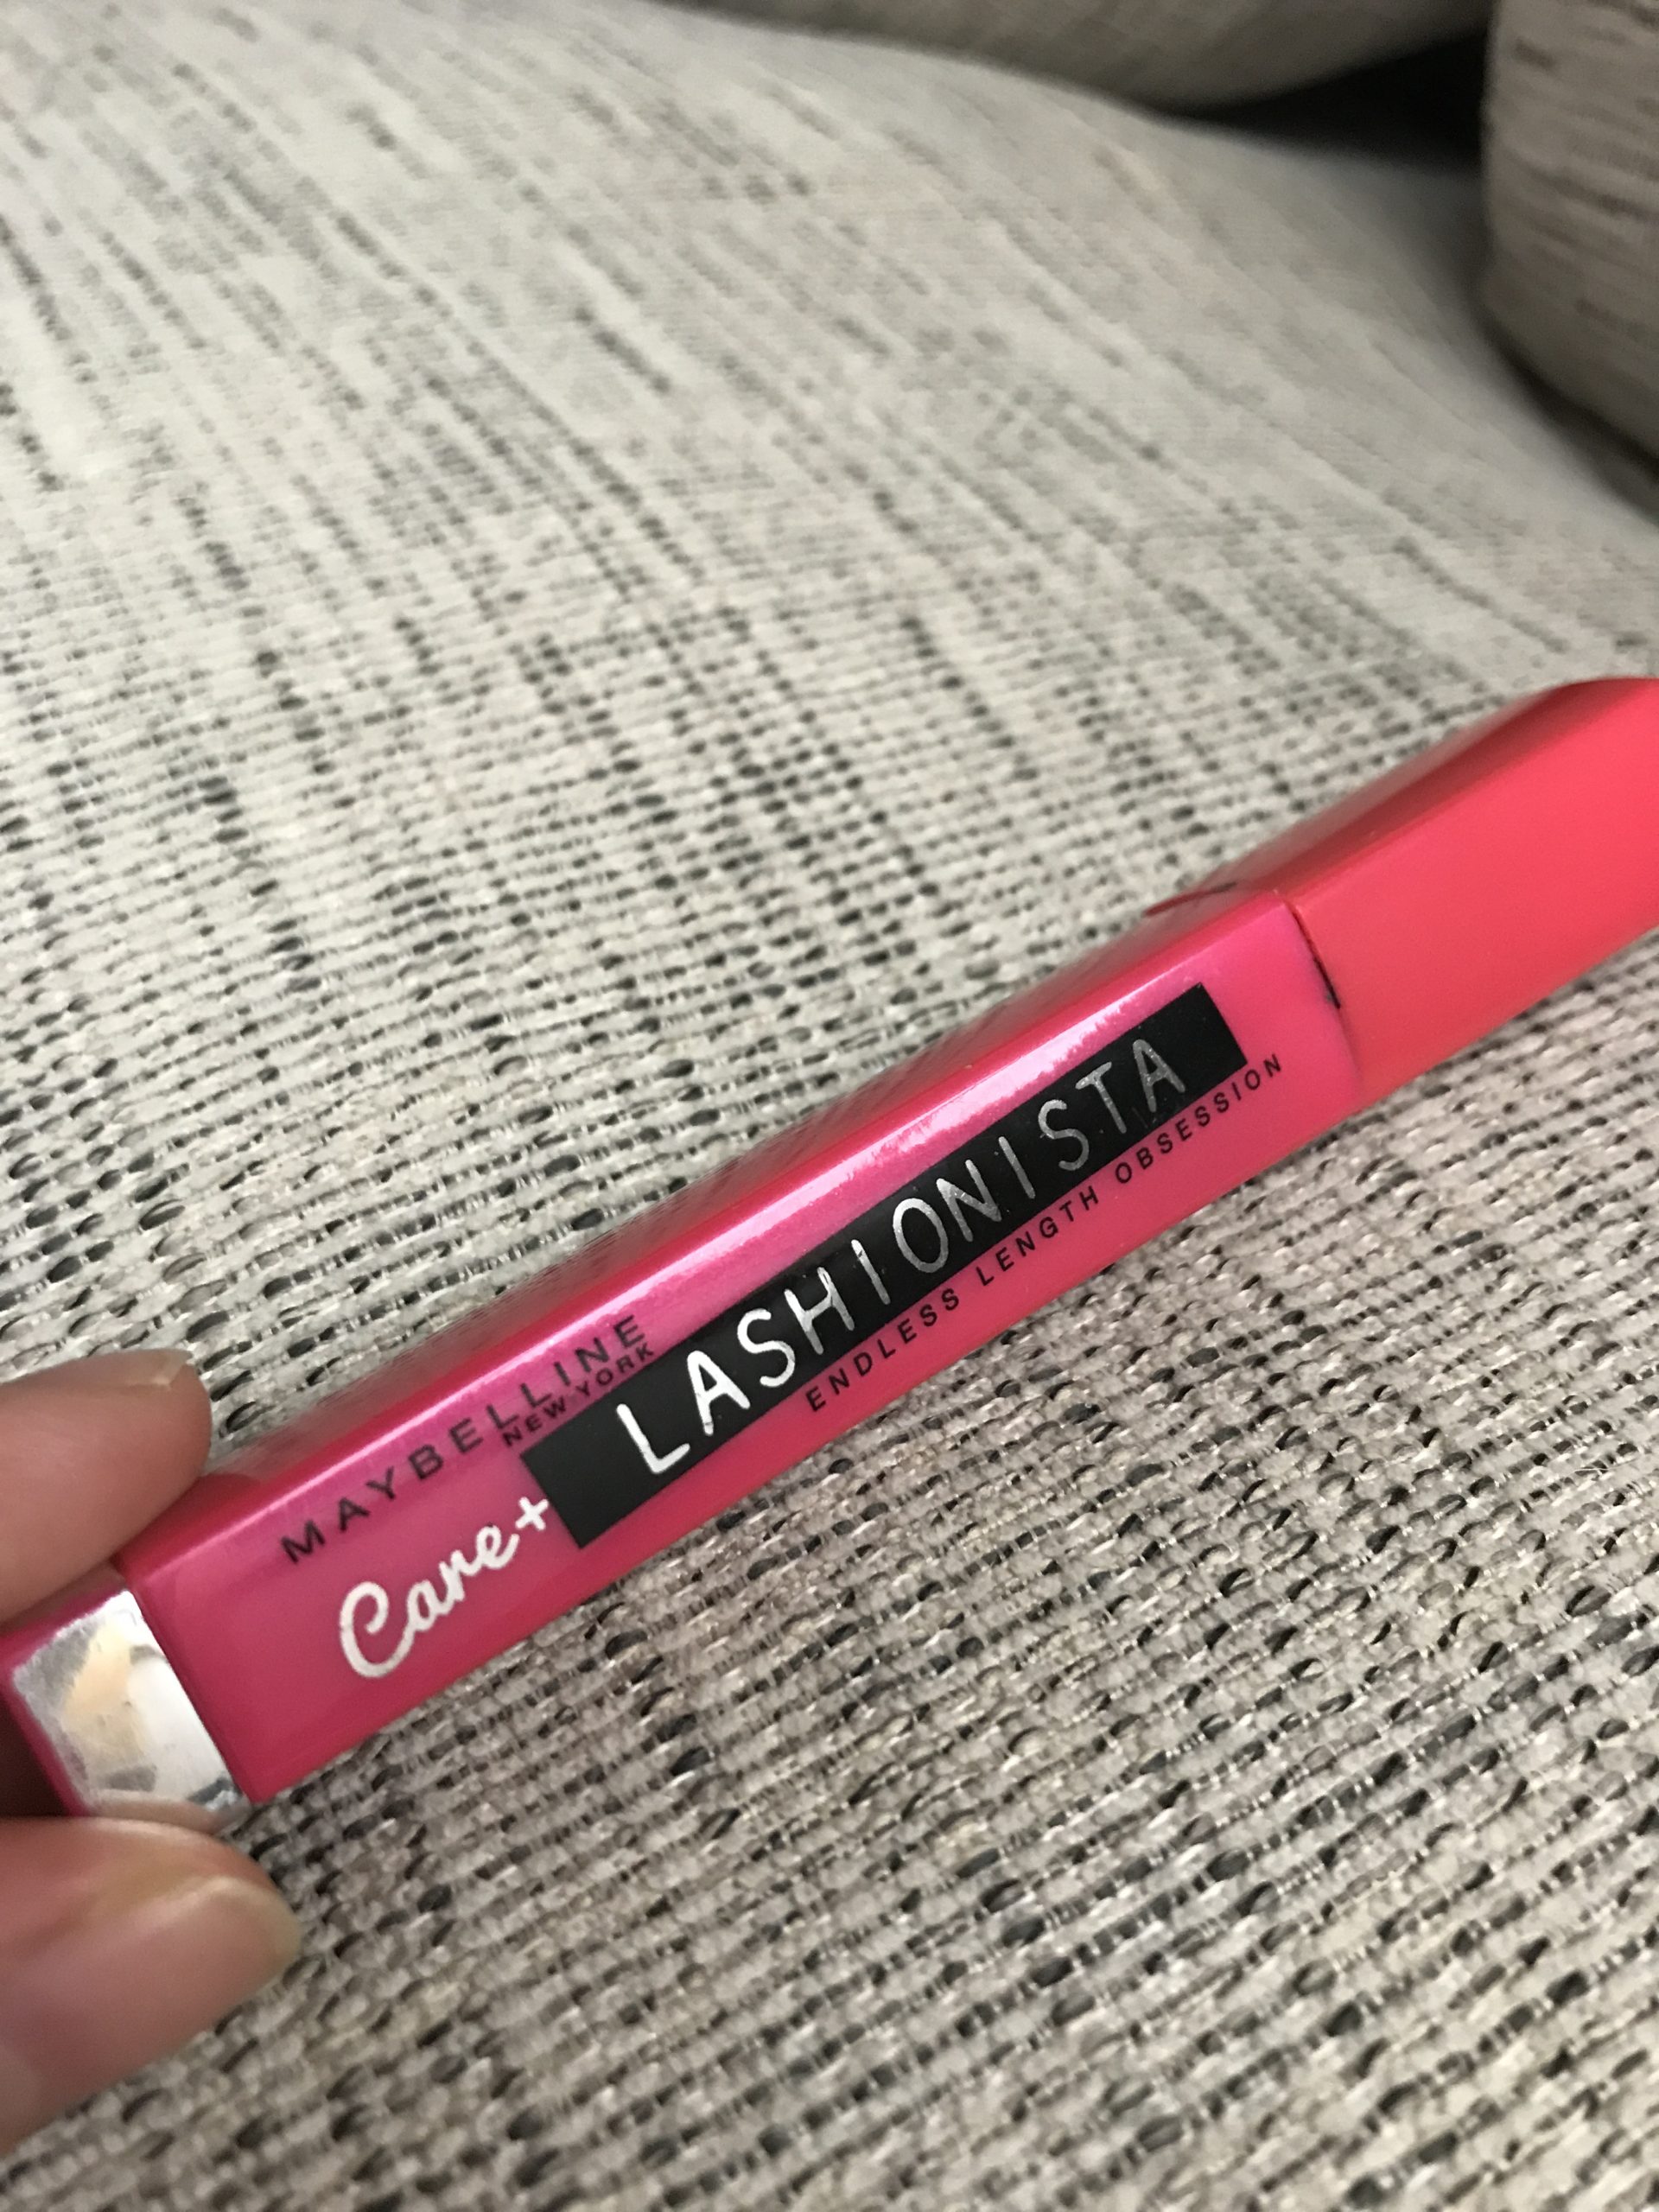 MAYBELLINE
NEW YORK
Care+
LASHIONISTA
ENDLESS LENGTH OBSESSION